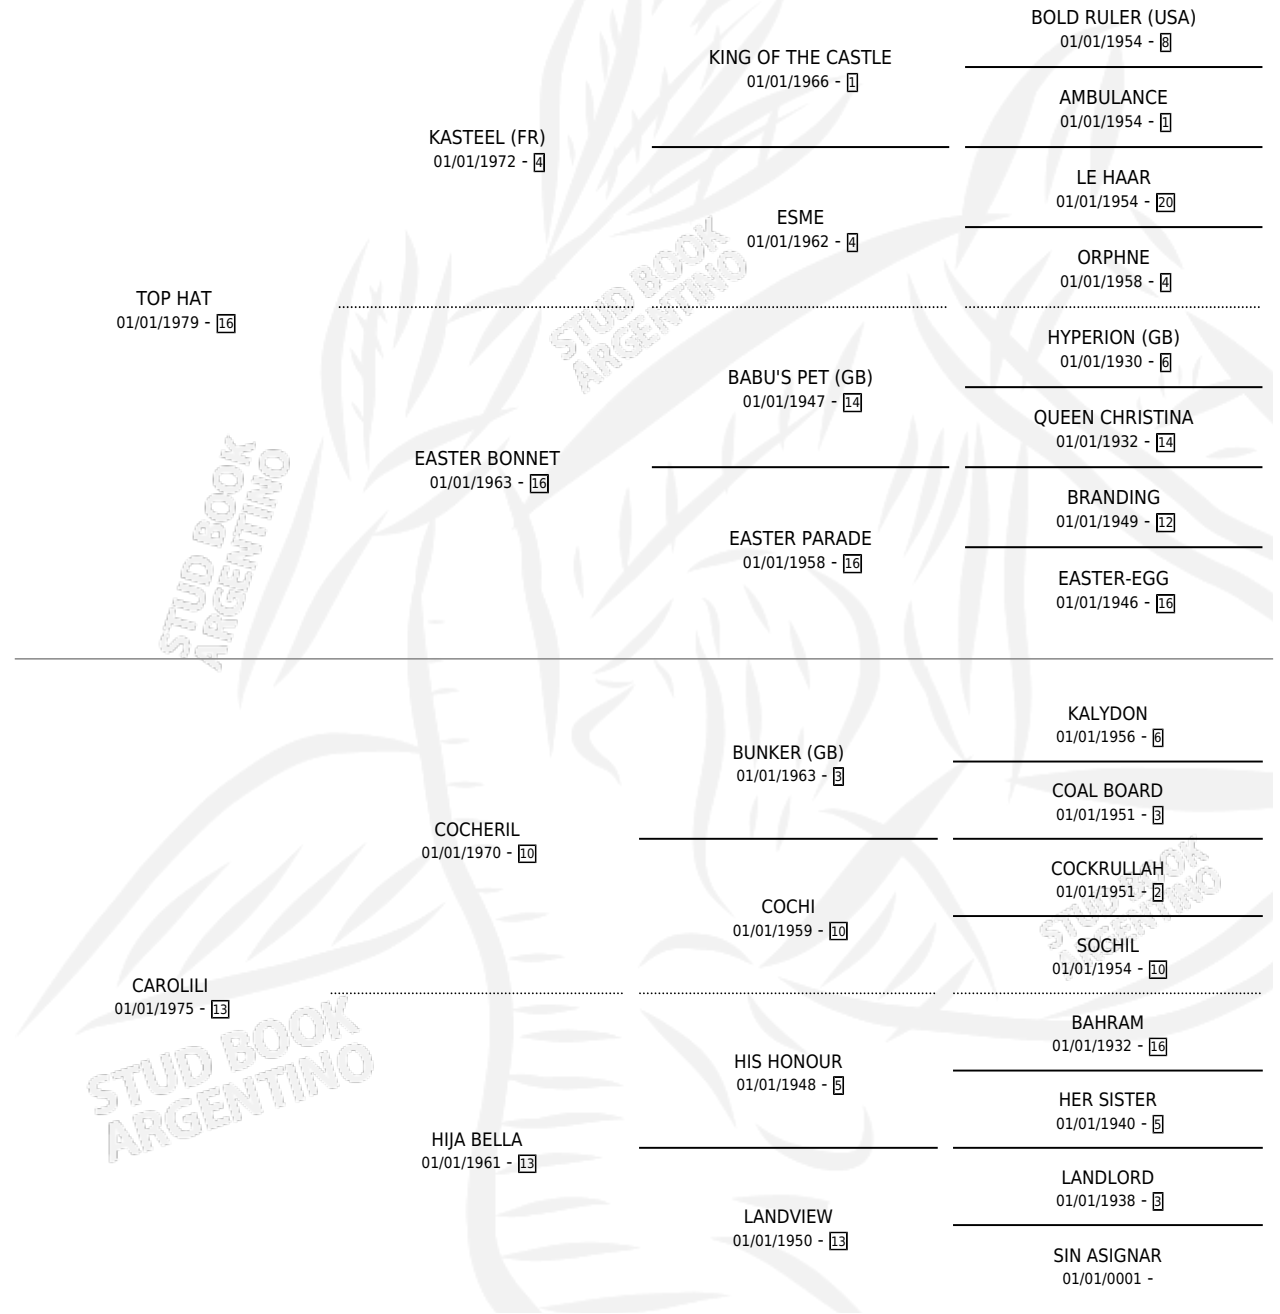 BOLD RULER (USA)
01/01/1954 - 8
KING OF THE CASTLE
01/01/1966 - 1
AMBULANCE
01/01/1954 - 1
KASTEEL (FR)
01/01/1972 - 4
LE HAAR
01/01/1954 - 20
ESME
01/01/1962 - 4
ORPHNE
01/01/1958 - 4
TOP HAT
01/01/1979 - 16
HYPERION (GB)
01/01/1930 - 6
BABU'S PET (GB)
01/01/1947 - 14
QUEEN CHRISTINA
01/01/1932 - 14
EASTER BONNET
01/01/1963 - 16
BRANDING
01/01/1949 - 12
EASTER PARADE
01/01/1958 - 16
EASTER-EGG
01/01/1946 - 16
KALYDON
01/01/1956 - 6
BUNKER (GB)
01/01/1963 - 3
COAL BOARD
01/01/1951 - 3
COCHERIL
01/01/1970 - 10
COCKRULLAH
01/01/1951 - 2
COCHI
01/01/1959 - 10
SOCHIL
01/01/1954 - 10
CAROLILI
01/01/1975 - 13
BAHRAM
01/01/1932 - 16
HIS HONOUR
01/01/1948 - 5
HER SISTER
01/01/1940 - 5
HIJA BELLA
01/01/1961 - 13
LANDLORD
01/01/1938 - 3
LANDVIEW
01/01/1950 - 13
SIN ASIGNAR
01/01/0001 -
STUD BOOK
ARGENTINO
STUD BOOK
ARGENTINO
STUD BOOK
ARGENTINO
STUD BOOK
ARGENTINO